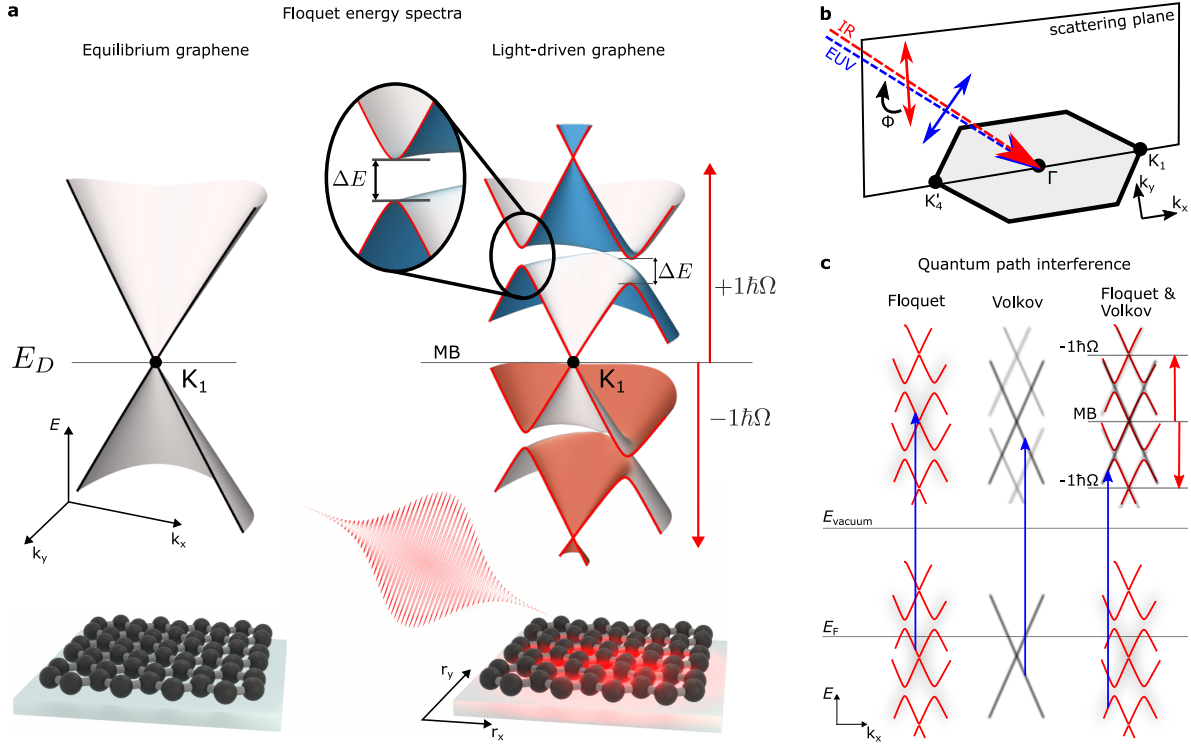 a
Floquet energy spectra
Equilibrium graphene
Light-driven graphene
ΔE
ΔE
+1ħΩ
E_D
MB
K₁
K₁
−1ħΩ
E
k_y
k_x
r_y
r_x
b
scattering plane
IR
EUV
Φ
Γ
K₁
K′₄
k_y
k_x
c
Quantum path interference
Floquet
Volkov
Floquet &
Volkov
-1ħΩ
MB
-1ħΩ
E_vacuum
E_F
E
k_x